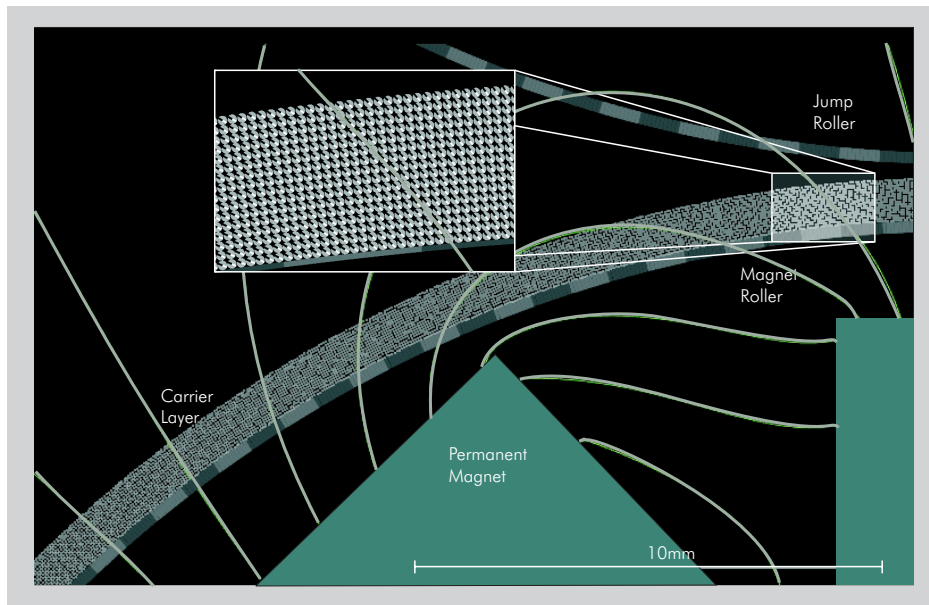 Jump
Roller
Magnet
Roller
Carrier
Layer
Permanent
Magnet
10mm